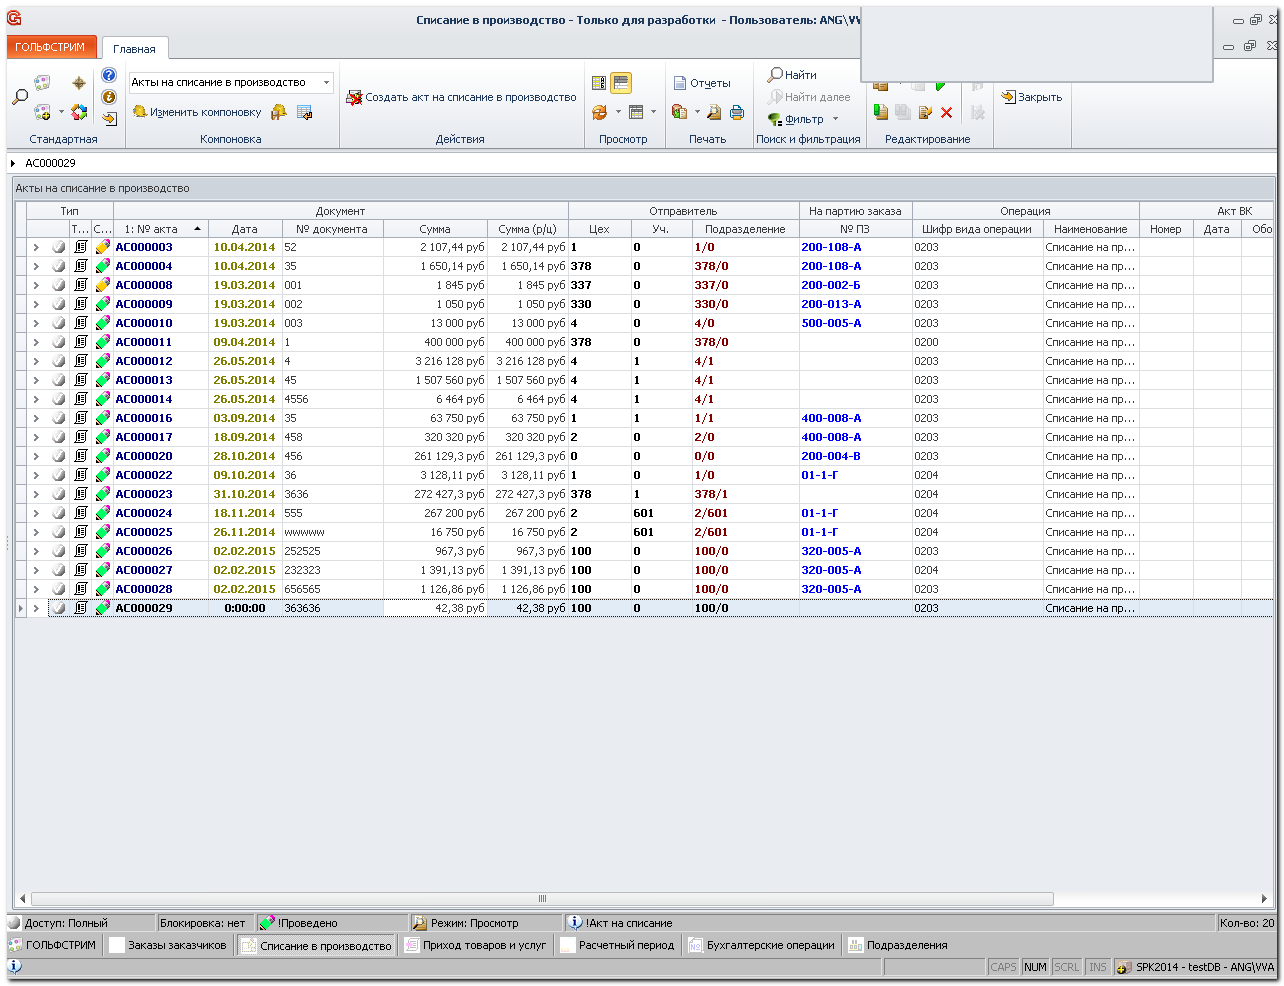 Списание в производство - Только для разработки - Пользователь: ANG\VV
ГОЛЬФСТРИМ Главная
Акты на списание в производство
Изменить компоновку
Создать акт на списание в производство
Отчеты
Найти
Найти далее
Фильтр
Закрыть
Стандартная Компоновка Действия Просмотр Печать Поиск и фильтрация Редактирование
AC000029
Акты на списание в производство
Тип Документ Отправитель На партию заказа Операция Акт ВК
Т... С... 1: № акта Дата № документа Сумма Сумма (р/ц) Цех Уч. Подразделение № ПЗ Шифр вида операции Наименование Номер Дата Обо
AC000003 10.04.2014 52 2 107,44 руб 2 107,44 руб 1 0 1/0 200-108-А 0203 Списание на пр...
AC000004 10.04.2014 35 1 650,14 руб 1 650,14 руб 378 0 378/0 200-108-А 0203 Списание на пр...
AC000008 19.03.2014 001 1 845 руб 1 845 руб 337 0 337/0 200-002-Б 0203 Списание на пр...
AC000009 19.03.2014 002 1 050 руб 1 050 руб 330 0 330/0 200-013-А 0203 Списание на пр...
AC000010 19.03.2014 003 13 000 руб 13 000 руб 4 0 4/0 500-005-А 0203 Списание на пр...
AC000011 09.04.2014 1 400 000 руб 400 000 руб 378 0 378/0 0200 Списание на пр...
AC000012 26.05.2014 4 3 216 128 руб 3 216 128 руб 4 1 4/1 0203 Списание на пр...
AC000013 26.05.2014 45 1 507 560 руб 1 507 560 руб 4 1 4/1 0203 Списание на пр...
AC000014 26.05.2014 4556 6 464 руб 6 464 руб 4 1 4/1 0203 Списание на пр...
AC000016 03.09.2014 35 63 750 руб 63 750 руб 1 1 1/1 400-008-А 0203 Списание на пр...
AC000017 18.09.2014 458 320 320 руб 320 320 руб 2 0 2/0 400-008-А 0203 Списание на пр...
AC000020 28.10.2014 456 261 129,3 руб 261 129,3 руб 0 0 0/0 200-004-В 0203 Списание на пр...
AC000022 09.10.2014 36 3 128,11 руб 3 128,11 руб 1 0 1/0 01-1-Г 0204 Списание на пр...
AC000023 31.10.2014 3636 272 427,3 руб 272 427,3 руб 378 1 378/1 0204 Списание на пр...
AC000024 18.11.2014 555 267 200 руб 267 200 руб 2 601 2/601 01-1-Г 0204 Списание на пр...
AC000025 26.11.2014 wwwww 16 750 руб 16 750 руб 2 601 2/601 01-1-Г 0204 Списание на пр...
AC000026 02.02.2015 252525 967,3 руб 967,3 руб 100 0 100/0 320-005-А 0203 Списание на пр...
AC000027 02.02.2015 232323 1 391,13 руб 1 391,13 руб 100 0 100/0 320-005-А 0204 Списание на пр...
AC000028 02.02.2015 656565 1 126,86 руб 1 126,86 руб 100 0 100/0 320-005-А 0204 Списание на пр...
AC000029 0:00:00 363636 42,38 руб 42,38 руб 100 0 100/0 0203 Списание на пр...
Доступ: Полный Блокировка: нет !Проведено Режим: Просмотр !Акт на списание Кол-во: 20
ГОЛЬФСТРИМ Заказы заказчиков Списание в производство Приход товаров и услуг Расчетный период Бухгалтерские операции Подразделения
CAPS NUM SCRL INS SPK2014 - testDB - ANG\VVA